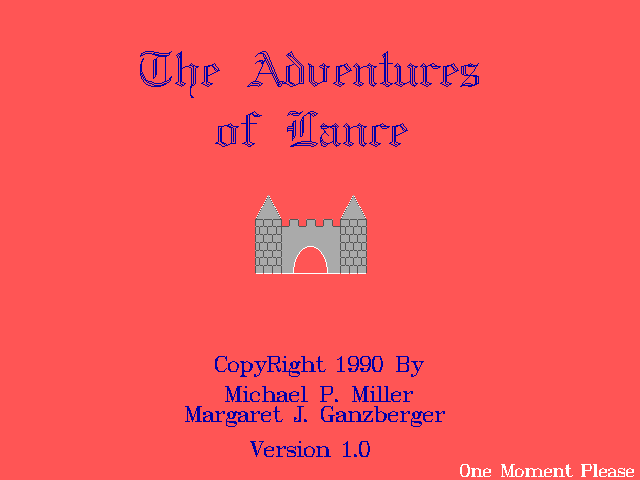 The Adventures
of Lance
CopyRight 1990 By
Michael P. Miller
Margaret J. Ganzberger
Version 1.0
One Moment Please